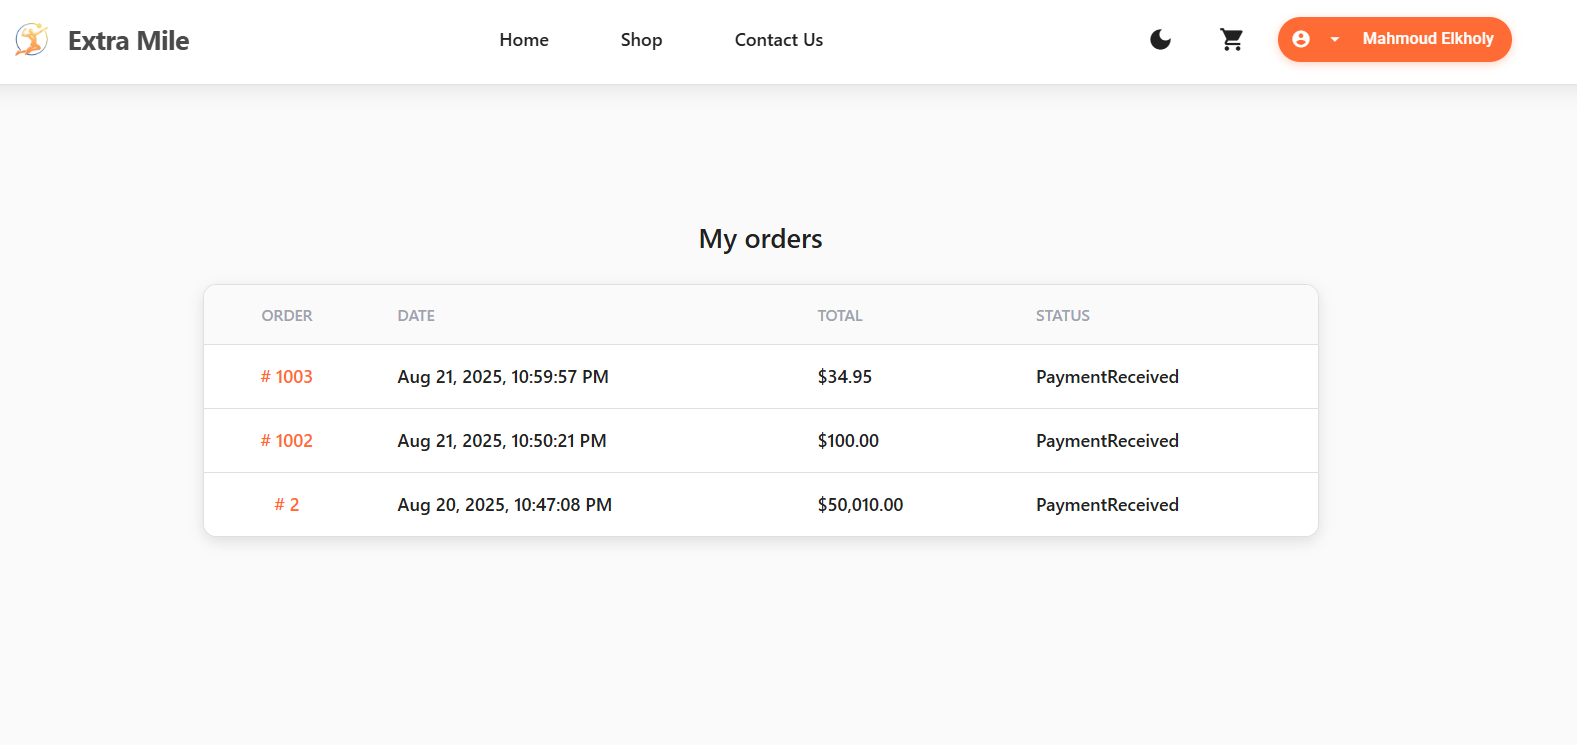 Extra Mile
Home Shop Contact Us
Mahmoud Elkholy
My orders
ORDER DATE TOTAL STATUS
# 1003 Aug 21, 2025, 10:59:57 PM $34.95 PaymentReceived
# 1002 Aug 21, 2025, 10:50:21 PM $100.00 PaymentReceived
# 2 Aug 20, 2025, 10:47:08 PM $50,010.00 PaymentReceived